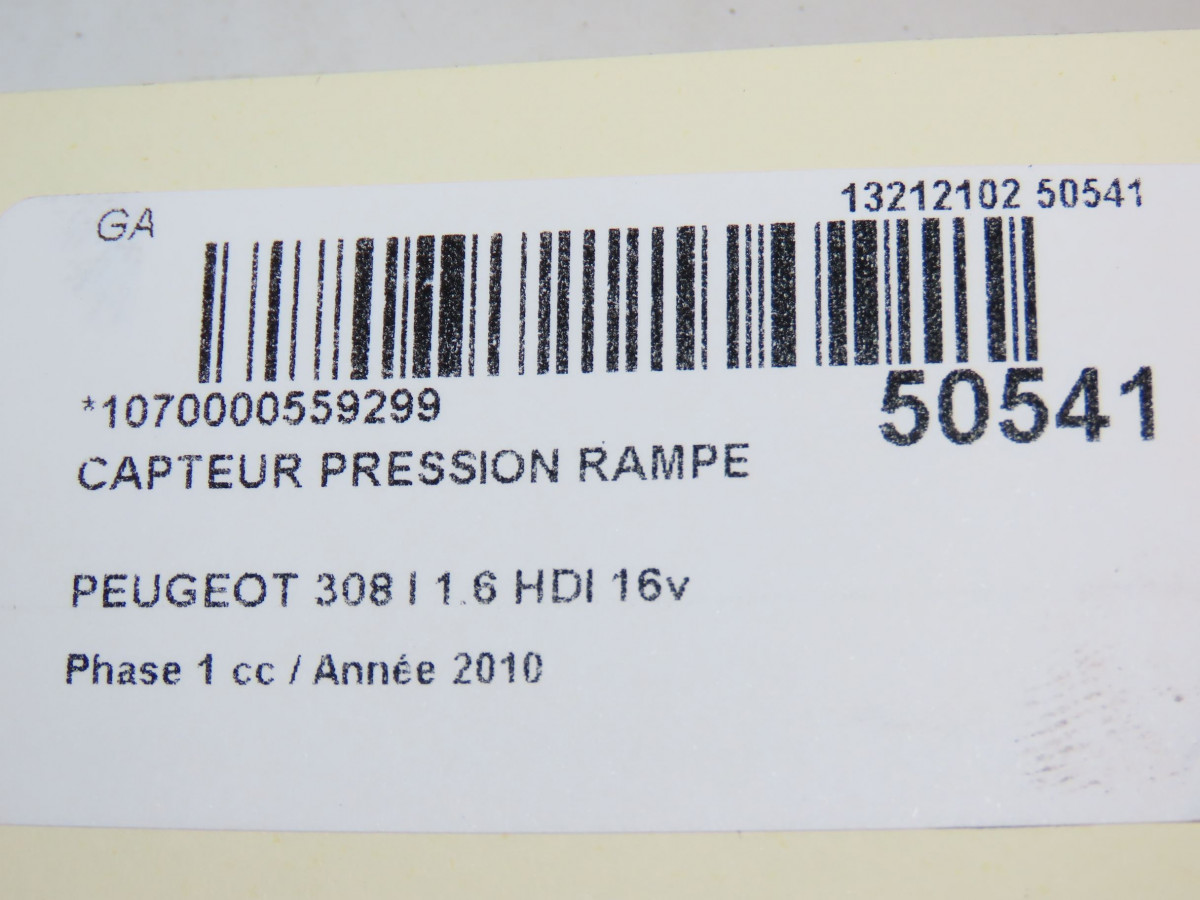 GA
13212102 50541
*1070000559299
50541
CAPTEUR PRESSION RAMPE
PEUGEOT 308 I 1.6 HDI 16v
Phase 1 cc / Année 2010